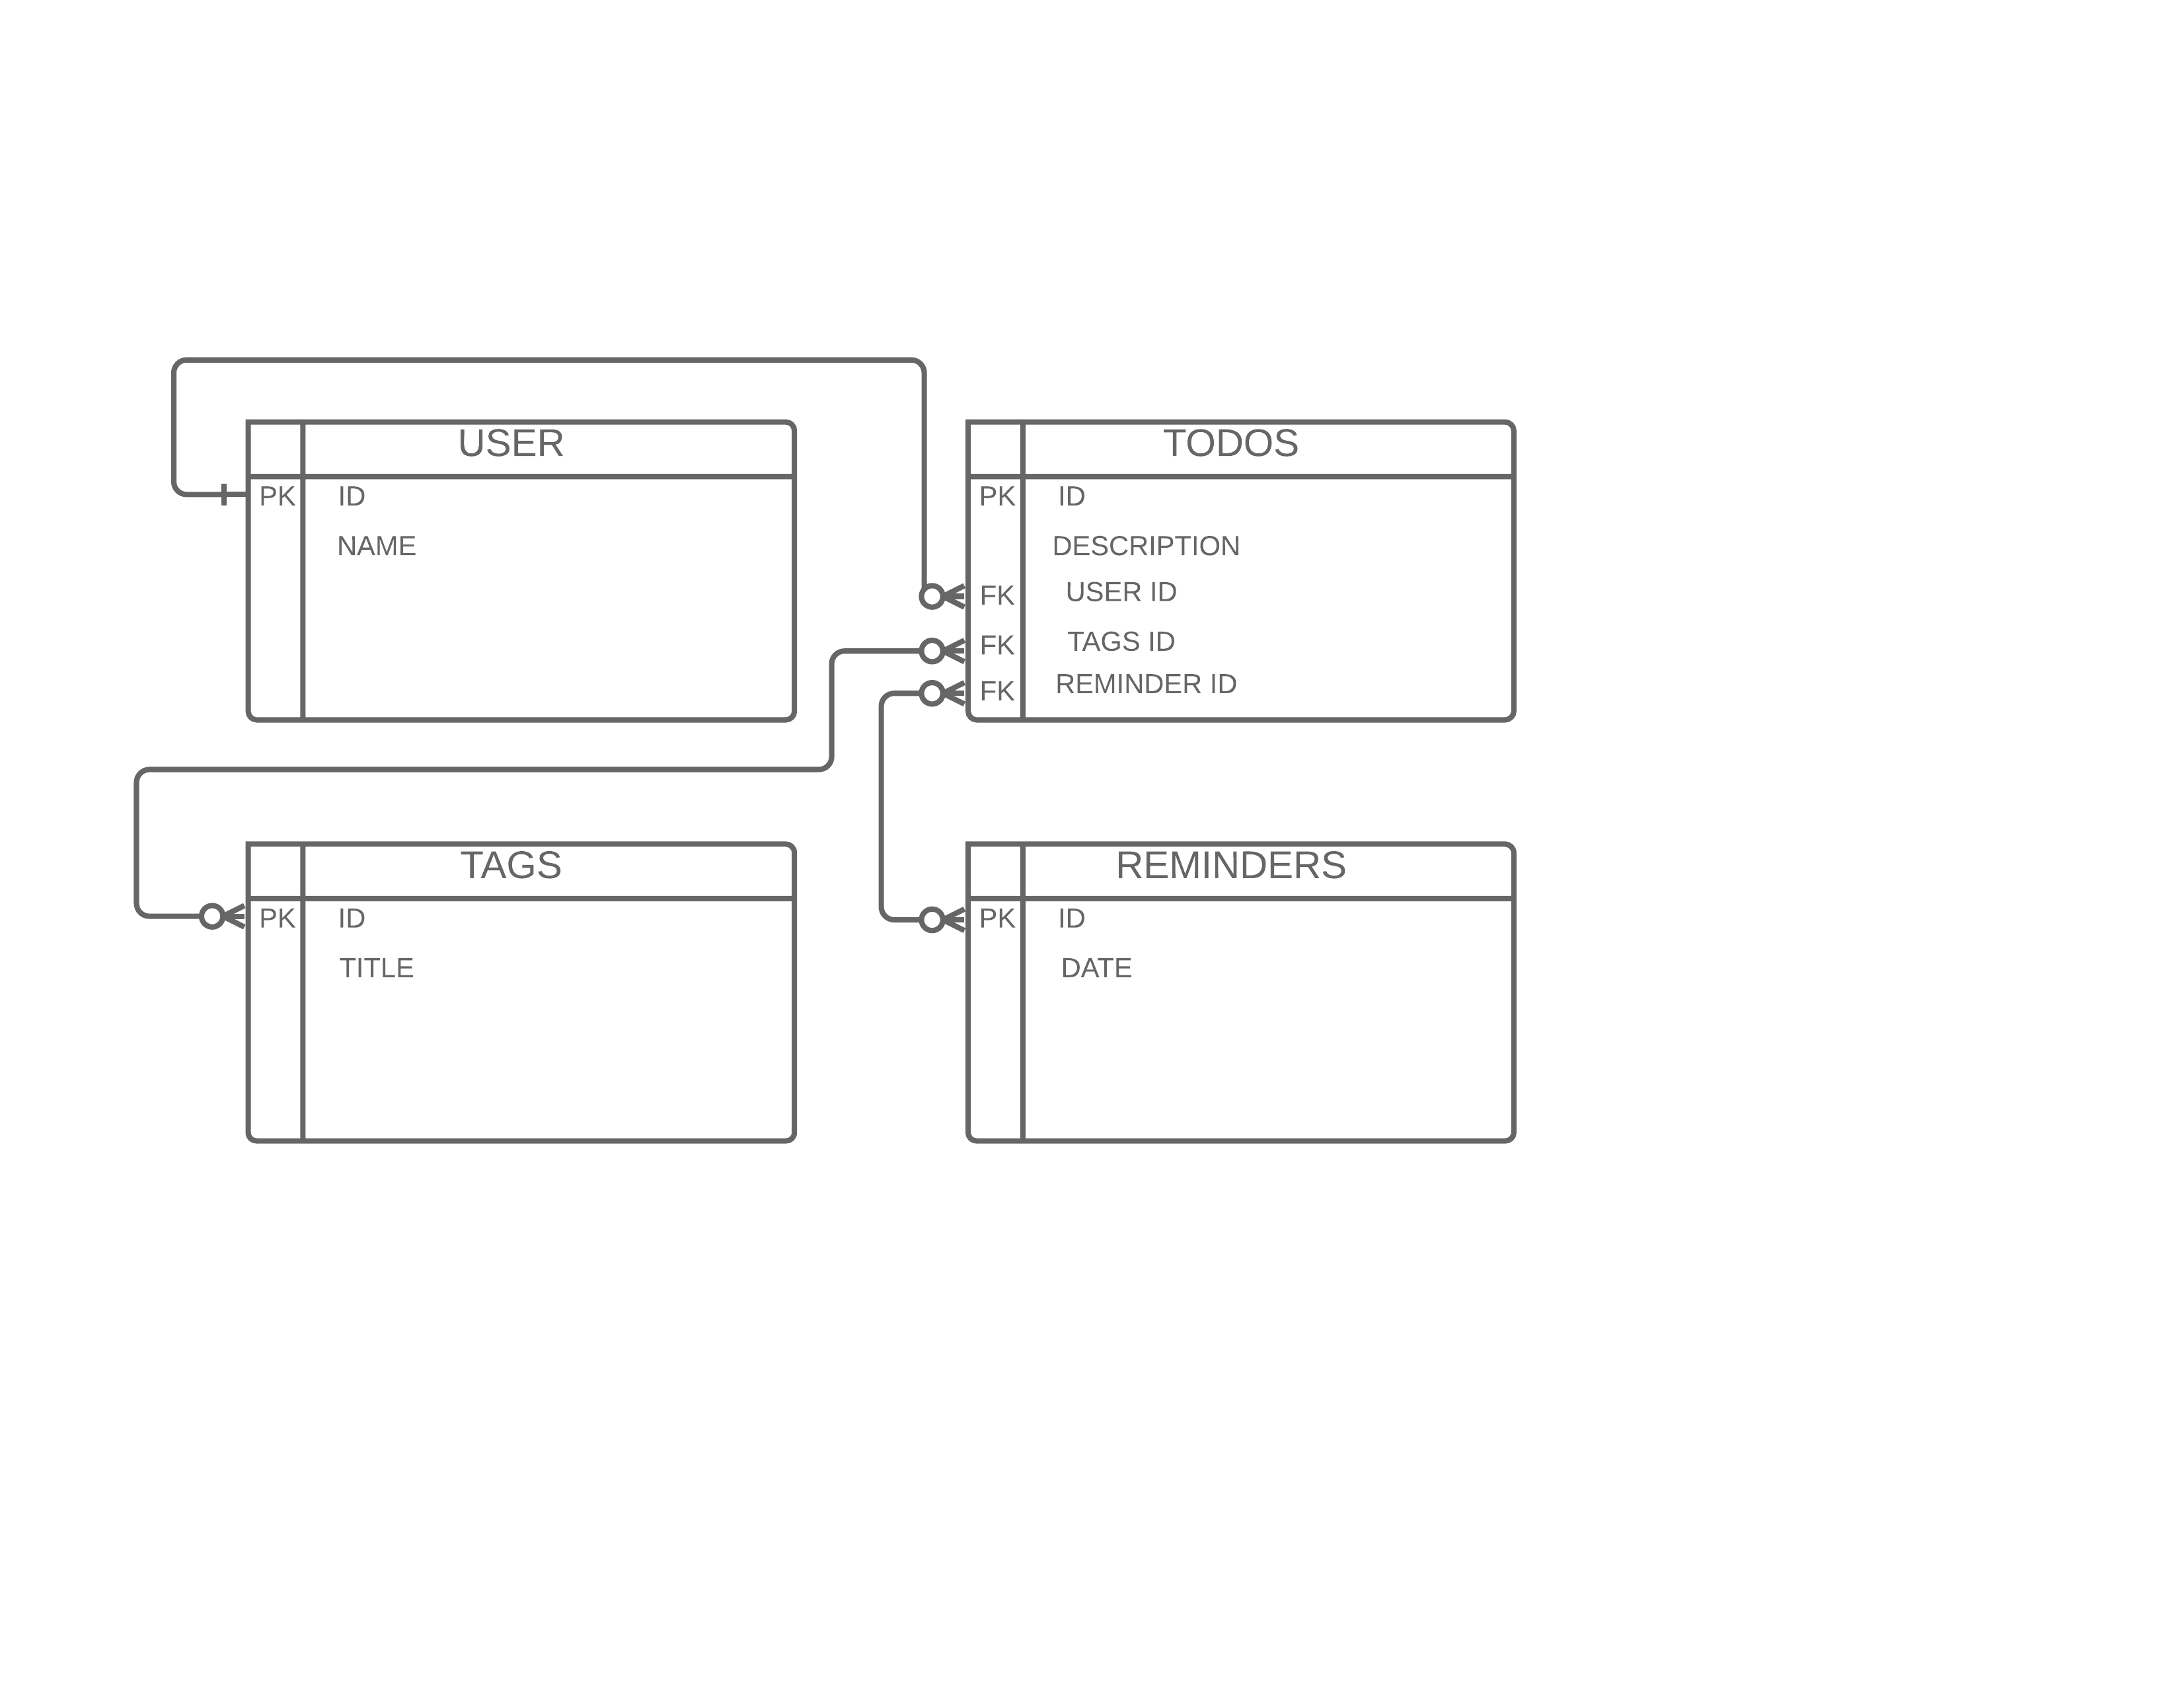 USER
PK ID
NAME
TODOS
PK ID
DESCRIPTION
FK USER ID
FK TAGS ID
FK REMINDER ID
TAGS
PK ID
TITLE
REMINDERS
PK ID
DATE